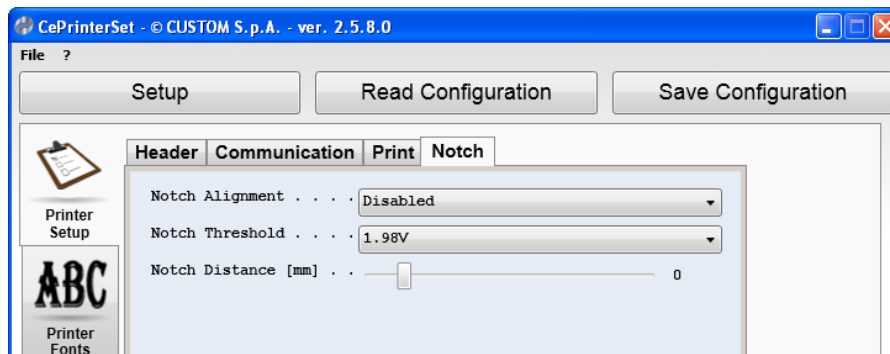 CePrinterSet - © CUSTOM S.p.A. - ver. 2.5.8.0
File ?
Setup Read Configuration Save Configuration
Header Communication Print Notch
Notch Alignment . . . . Disabled
Notch Threshold . . . . 1.98V
Notch Distance [mm] . . 0
Printer
Setup
ABC
Printer
Fonts